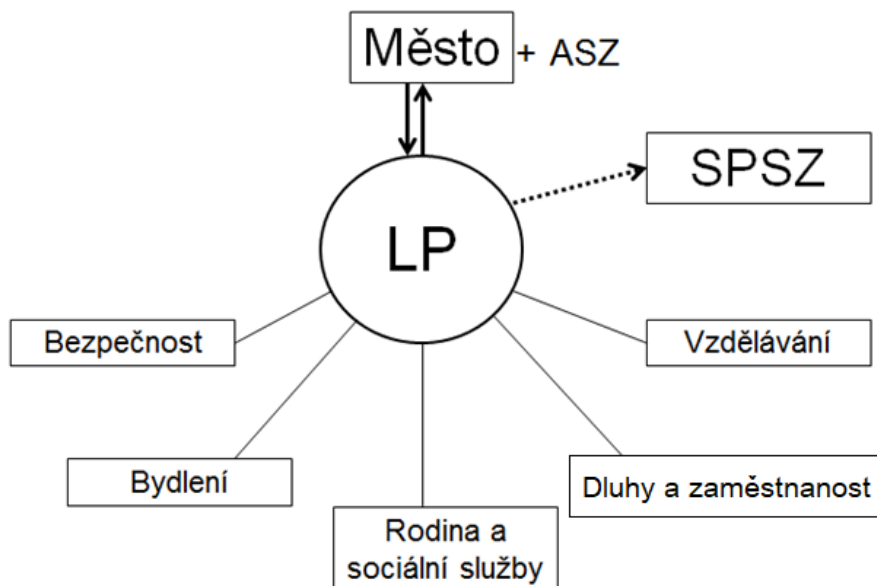 Město + ASZ
SPSZ
LP
Bezpečnost
Vzdělávání
Bydlení
Dluhy a zaměstnanost
Rodina a
sociální služby